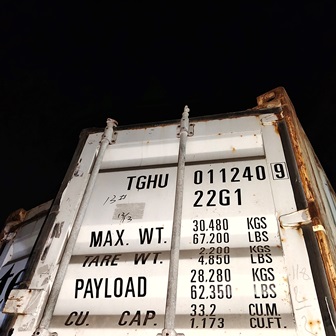 TGHU 011240 9
22G1
13#
MAX. WT. 30.480 KGS
67.200 LBS
TARE WT. 2.200 KGS
4.850 LBS
PAYLOAD 28.280 KGS
62.350 LBS
CU. CAP. 33.2 CU.M.
1.173 CU.FT.